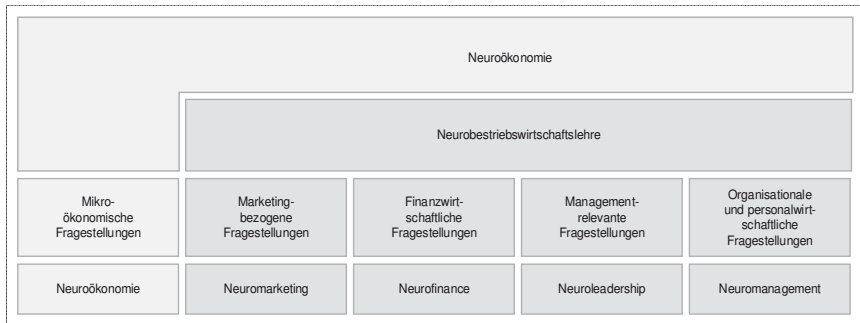 Neuroökonomie
Neurobestriebswirtschaftslehre
Mikro-
ökonomische
Fragestellungen
Marketing-
bezogene
Fragestellungen
Finanzwirt-
schaftliche
Fragestellungen
Management-
relevante
Fragestellungen
Organisationale
und personalwirt-
schaftliche
Fragestellungen
Neuroökonomie
Neuromarketing
Neurofinance
Neuroleadership
Neuromanagement